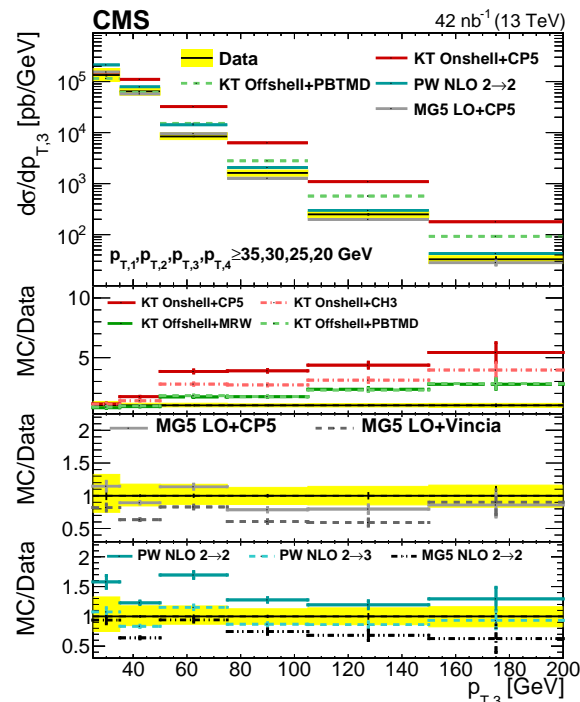 CMS 42 nb⁻¹ (13 TeV)
dσ/dp_T,3 [pb/GeV]
10⁵
10⁴
10³
10²
Data
KT Offshell+PBTMD
KT Onshell+CP5
PW NLO 2→2
MG5 LO+CP5
p_T,1,p_T,2,p_T,3,p_T,4≥35,30,25,20 GeV
MC/Data
10
5
KT Onshell+CP5 KT Onshell+CH3
KT Offshell+MRW KT Offshell+PBTMD
MC/Data
2
1.5
1
0.5
MG5 LO+CP5 MG5 LO+Vincia
MC/Data
2
1.5
1
0.5
PW NLO 2→2 PW NLO 2→3 MG5 NLO 2→2
40 60 80 100 120 140 160 180 200
p_T,3 [GeV]